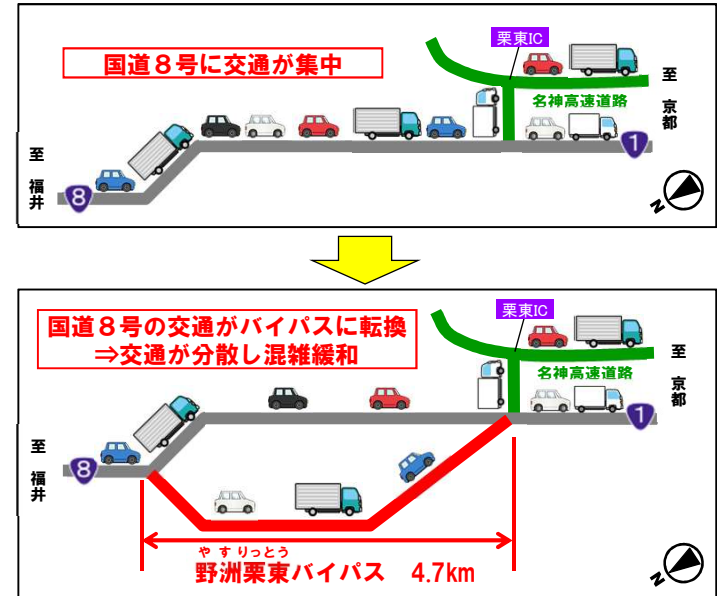 国道８号に交通が集中
栗東IC
名神高速道路
至 京都
1
至 福井
8
N
国道８号の交通がバイパスに転換
⇒交通が分散し混雑緩和
栗東IC
名神高速道路
至 京都
1
至 福井
8
やすりっとう
野洲栗東バイパス 4.7km
N